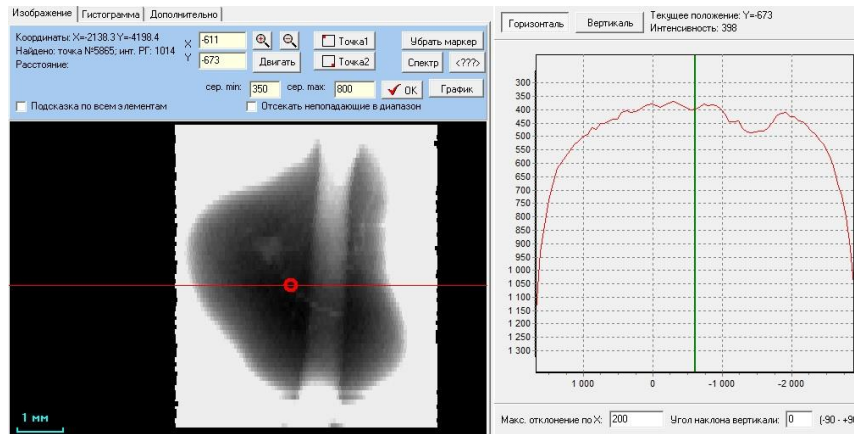 Изображение Гистограмма Дополнительно
Координаты: X=-2138.3 Y=-4198.4
Найдено: точка №5865; инт. РГ: 1014
Расстояние:
X -611
Y -673
Двигать
Точка1
Точка2
Убрать маркер
Спектр <???>
сер. min: 350 сер. max: 800 OK График
Подсказка по всем элементам Отсекать непопадающие в диапазон
1 мм
Горизонталь Вертикаль Текущее положение: Y=-673
Интенсивность: 398
300
350
400
450
500
550
600
650
700
750
800
850
900
950
1 000
1 050
1 100
1 150
1 200
1 250
1 300
1 000 0 -1 000 -2 000
Макс. отклонение по X: 200 Угол наклона вертикали: 0